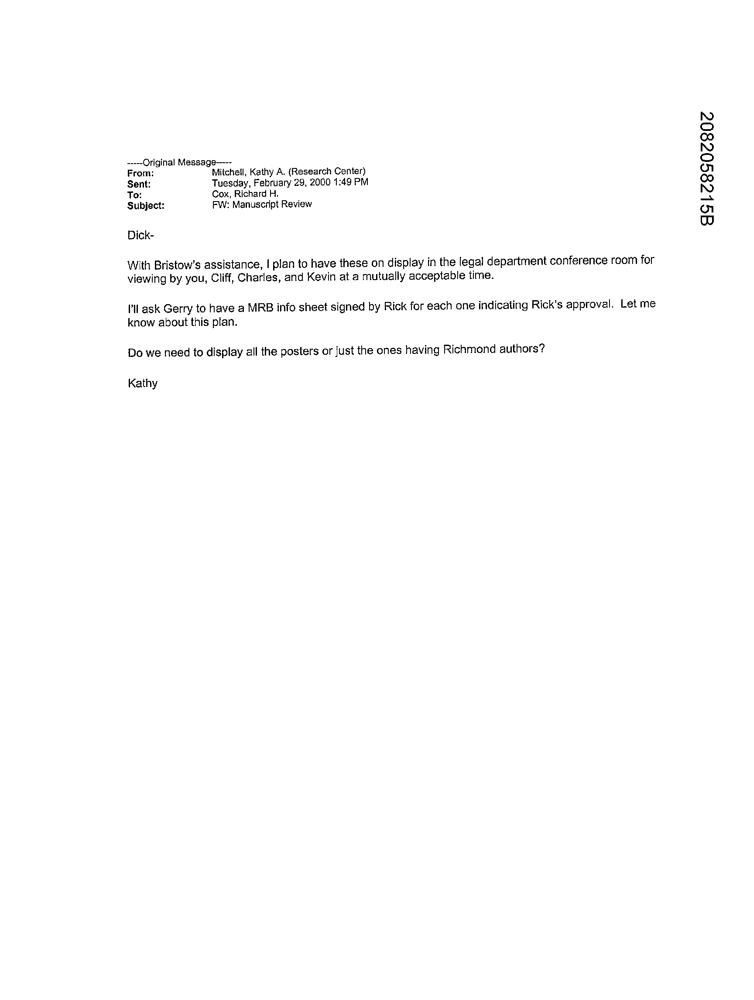 -----Original Message-----
From: Mitchell, Kathy A. (Research Center)
Sent: Tuesday, February 29, 2000 1:49 PM
To: Cox, Richard H.
Subject: FW: Manuscript Review
Dick-
With Bristow's assistance, I plan to have these on display in the legal department conference room for
viewing by you, Cliff, Charles, and Kevin at a mutually acceptable time.
I'll ask Gerry to have a MRB info sheet signed by Rick for each one indicating Rick's approval.  Let me
know about this plan.
Do we need to display all the posters or just the ones having Richmond authors?
Kathy
2082058215B